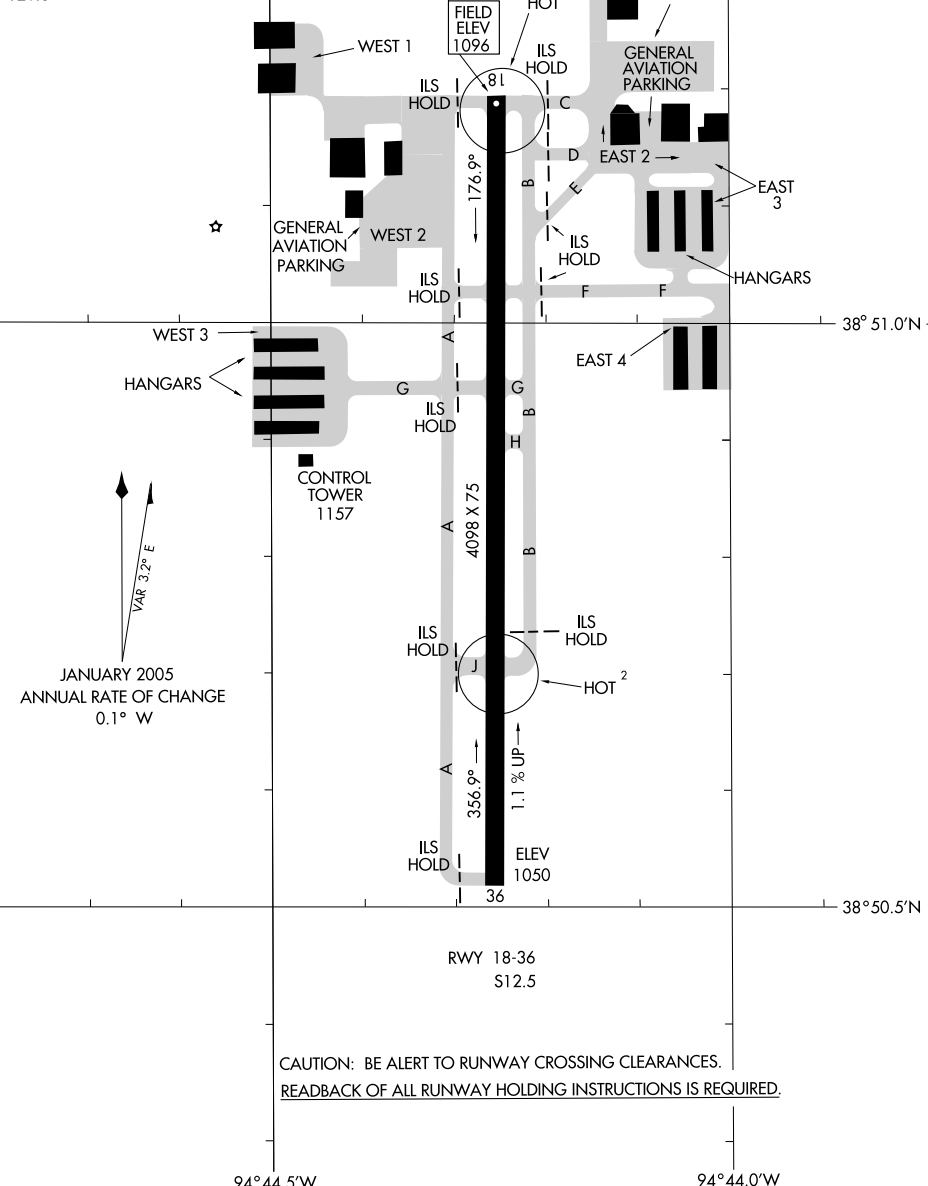 HOT
FIELD
ELEV
1096
WEST 1
ILS
HOLD
GENERAL
AVIATION
PARKING
ILS
HOLD
18
C
D
EAST 2
176.9°
B
E
EAST
3
GENERAL
AVIATION
PARKING
WEST 2
ILS
HOLD
HANGARS
ILS
HOLD
F
F
38°51.0'N
WEST 3
A
EAST 4
HANGARS
G
G
ILS
HOLD
B
H
CONTROL
TOWER
1157
4098 X 75
A
B
VAR 3.2° E
ILS
HOLD
ILS
HOLD
J
JANUARY 2005
ANNUAL RATE OF CHANGE
0.1° W
HOT 2
A
356.9°
1.1 % UP
ILS
HOLD
ELEV
1050
36
38°50.5'N
RWY 18-36
S12.5
CAUTION: BE ALERT TO RUNWAY CROSSING CLEARANCES.
READBACK OF ALL RUNWAY HOLDING INSTRUCTIONS IS REQUIRED.
94°44.5'W
94°44.0'W